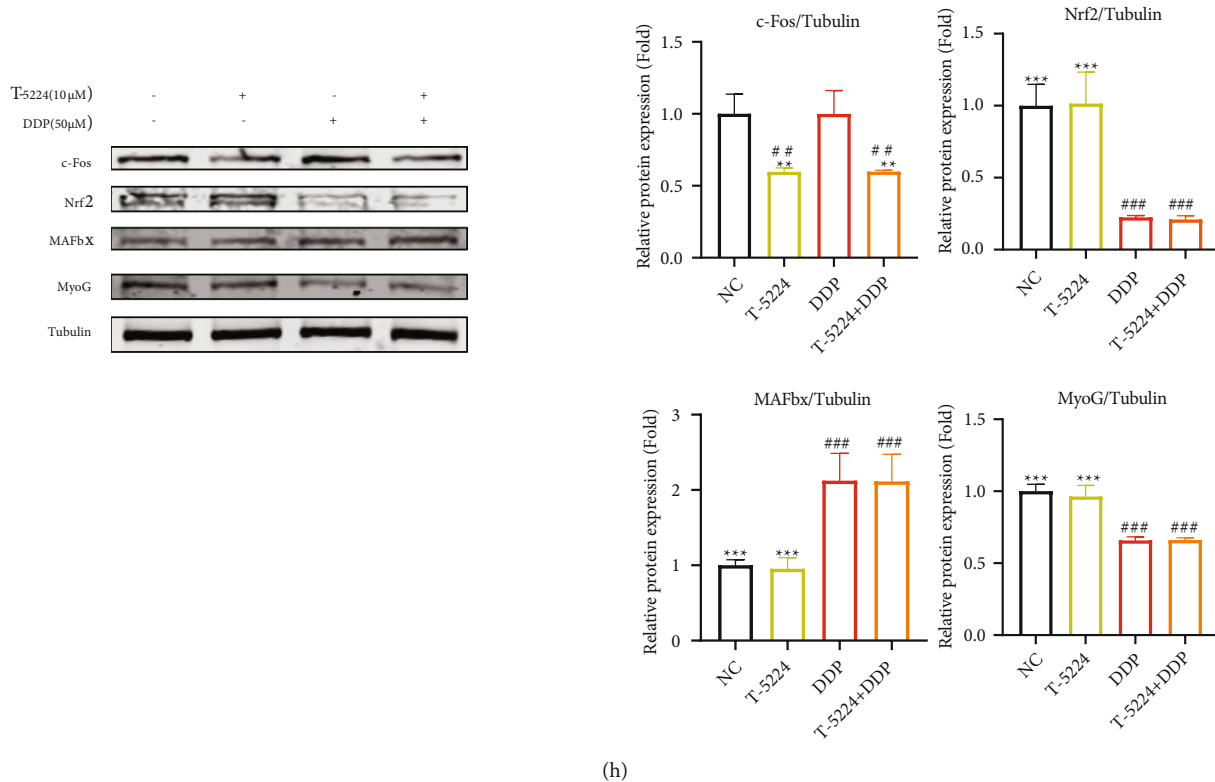 T-5224(10μM) - + - +
DDP(50μM) - - + +
c-Fos
Nrf2
MAFbx
MyoG
Tubulin
c-Fos/Tubulin
Relative protein expression (Fold)
1.5
1.0
0.5
0.0
##
**
##
**
NC
T-5224
DDP
T-5224+DDP
Nrf2/Tubulin
Relative protein expression (Fold)
1.5
1.0
0.5
0.0
***
***
###
###
NC
T-5224
DDP
T-5224+DDP
MAFbx/Tubulin
Relative protein expression (Fold)
3
2
1
0
***
***
###
###
NC
T-5224
DDP
T-5224+DDP
MyoG/Tubulin
Relative protein expression (Fold)
1.5
1.0
0.5
0.0
***
***
###
###
NC
T-5224
DDP
T-5224+DDP
(h)